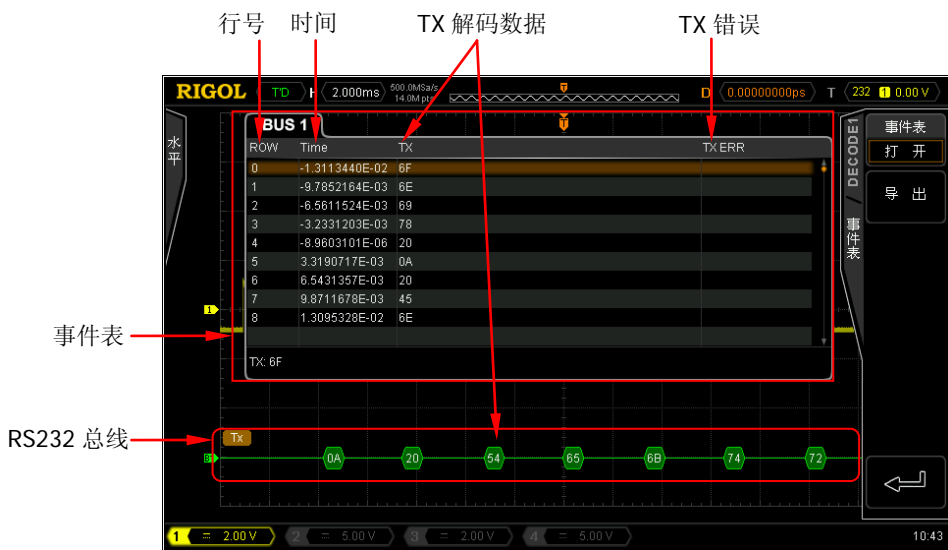 行号 时间 TX 解码数据 TX 错误
RIGOL T'D H 2.000ms 500.0MSa/s 14.0M pts D 0.00000000ps T 232 1 0.00 V
水平
BUS 1
ROW Time TX TX ERR
0 -1.3113440E-02 6F
1 -9.7852164E-03 6E
2 -6.5611524E-03 69
3 -3.2331203E-03 78
4 -8.9603101E-06 20
5 3.3190717E-03 0A
6 6.5431357E-03 20
7 9.8711678E-03 45
8 1.3095328E-02 6E
TX: 6F
DECODE1
事件表
事件表
打 开
导 出
1
事件表
RS232 总线
Tx
B1 0A 20 54 65 6B 74 72
1 = 2.00 V 2 = 5.00 V 3 = 2.00 V 4 = 5.00 V 10:43